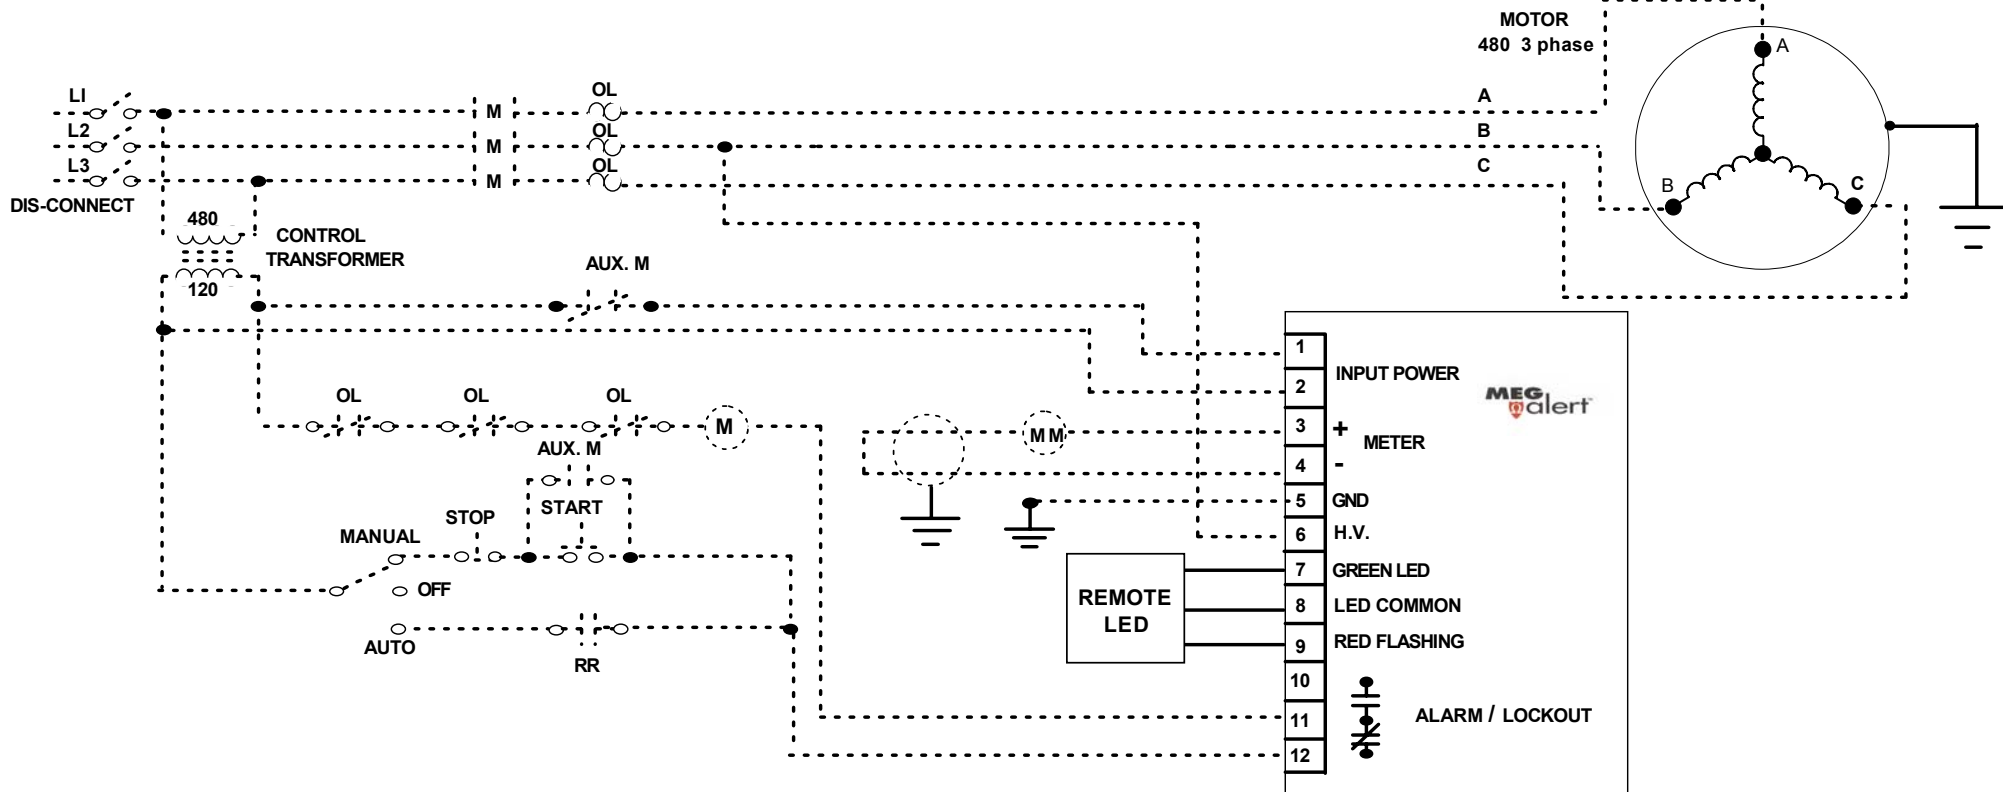 MOTOR
480 3 phase
A
L1
OL
A
M
L2
OL
B
M
L3
OL
C
M
B
C
DIS-CONNECT
480
CONTROL
TRANSFORMER
120
AUX. M
1
INPUT POWER
2
MEG alert
OL
OL
OL
M
3
+
MM
METER
4
-
AUX. M
5
GND
START
STOP
6
H.V.
MANUAL
7
GREEN LED
OFF
REMOTE
LED
8
LED COMMON
9
RED FLASHING
AUTO
RR
10
11
ALARM / LOCKOUT
12